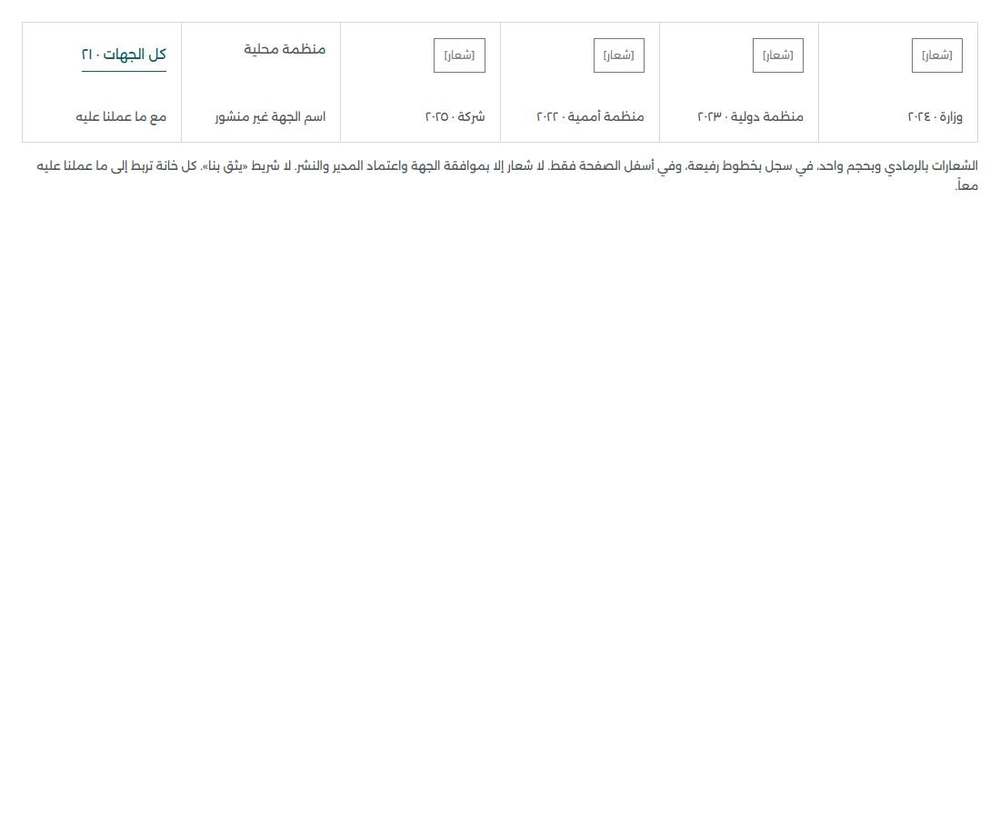 [شعار]
وزارة · ٢٠٢٤
[شعار]
منظمة دولية · ٢٠٢٣
[شعار]
منظمة أممية · ٢٠٢٢
[شعار]
شركة · ٢٠٢٥
منظمة محلية
اسم الجهة غير منشور
كل الجهات · ٢١
مع ما عملنا عليه
الشعارات بالرمادي وبحجم واحد، في سجل بخطوط رفيعة، وفي أسفل الصفحة فقط. لا شعار إلا بموافقة الجهة واعتماد المدير والنشر. لا شريط «يثق بنا». كل خانة تربط إلى ما عملنا عليه
معاً.